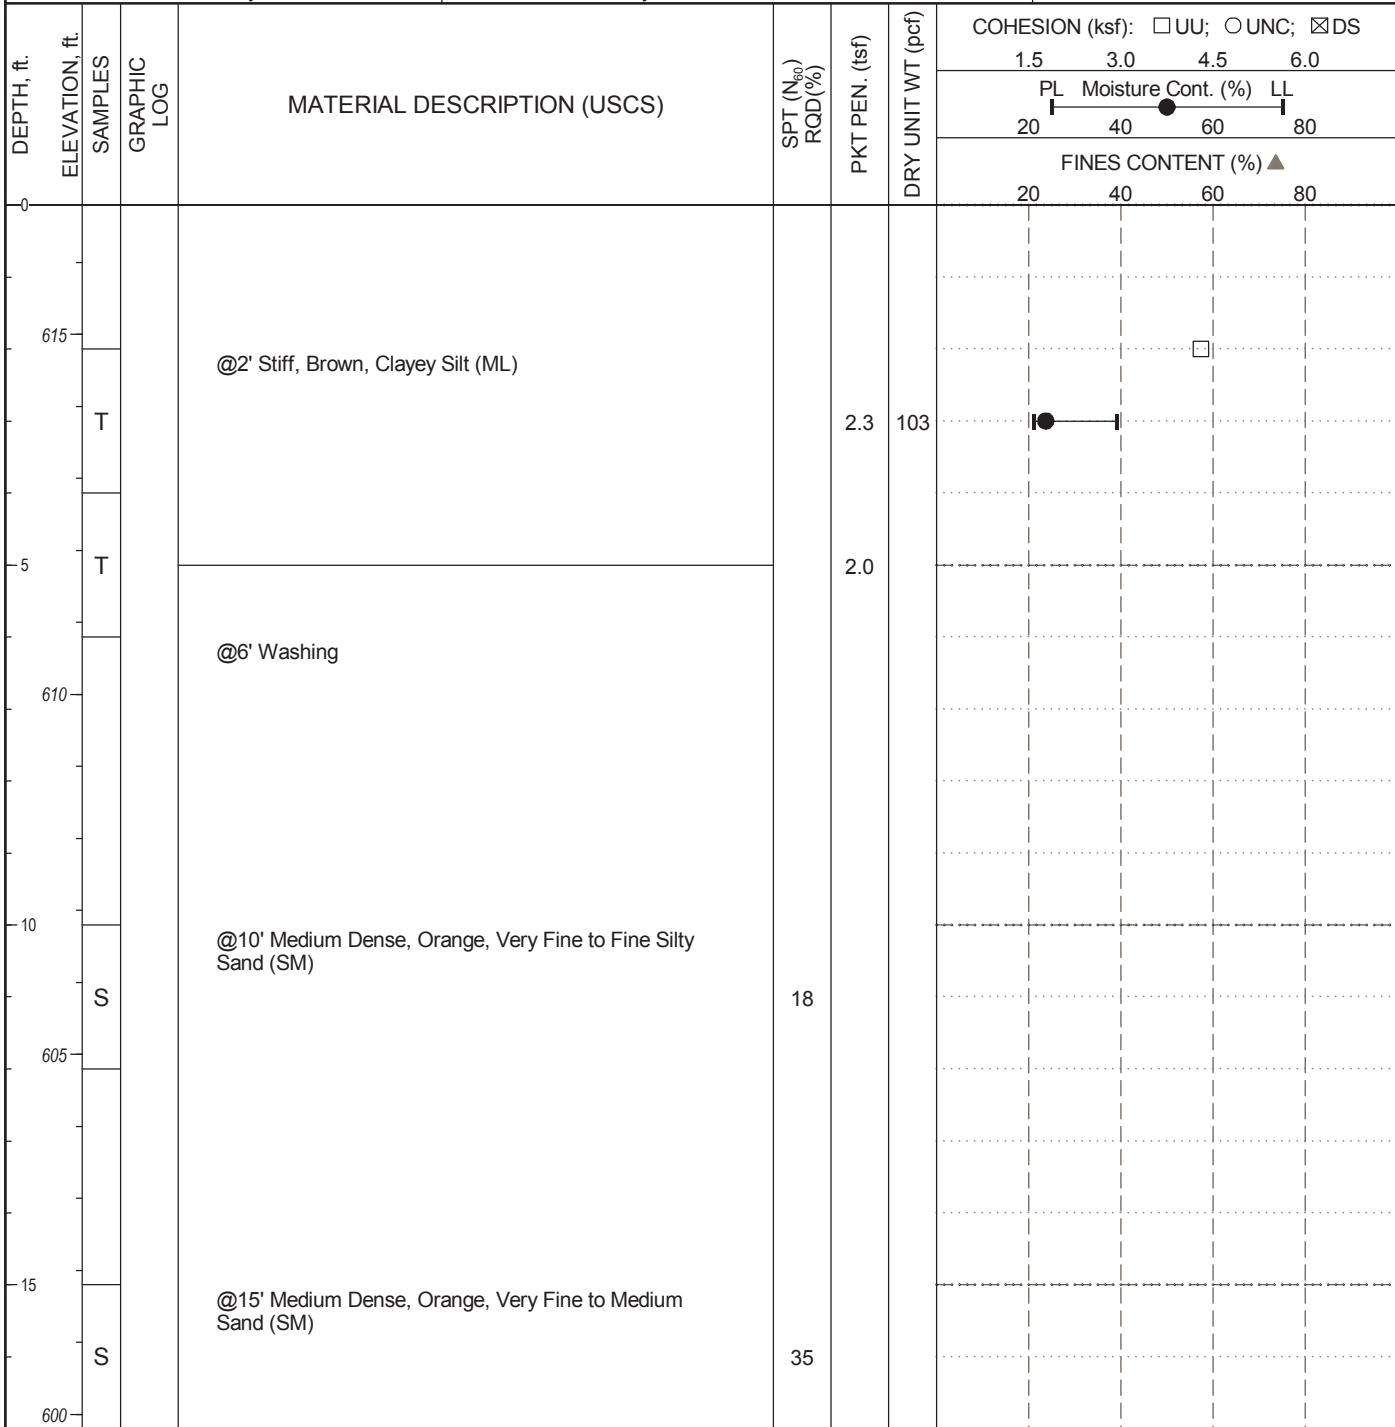 DEPTH, ft.
ELEVATION, ft.
SAMPLES
GRAPHIC
LOG
MATERIAL DESCRIPTION (USCS)
SPT (N60)
RQD(%)
PKT PEN. (tsf)
DRY UNIT WT (pcf)
COHESION (ksf): UU; UNC; DS
1.5 3.0 4.5 6.0
PL Moisture Cont. (%) LL
20 40 60 80
FINES CONTENT (%)
20 40 60 80
0
615
@2' Stiff, Brown, Clayey Silt (ML)
T 2.3 103
5 T 2.0
@6' Washing
610
10
@10' Medium Dense, Orange, Very Fine to Fine Silty
Sand (SM)
S 18
605
15
@15' Medium Dense, Orange, Very Fine to Medium
Sand (SM)
S 35
600